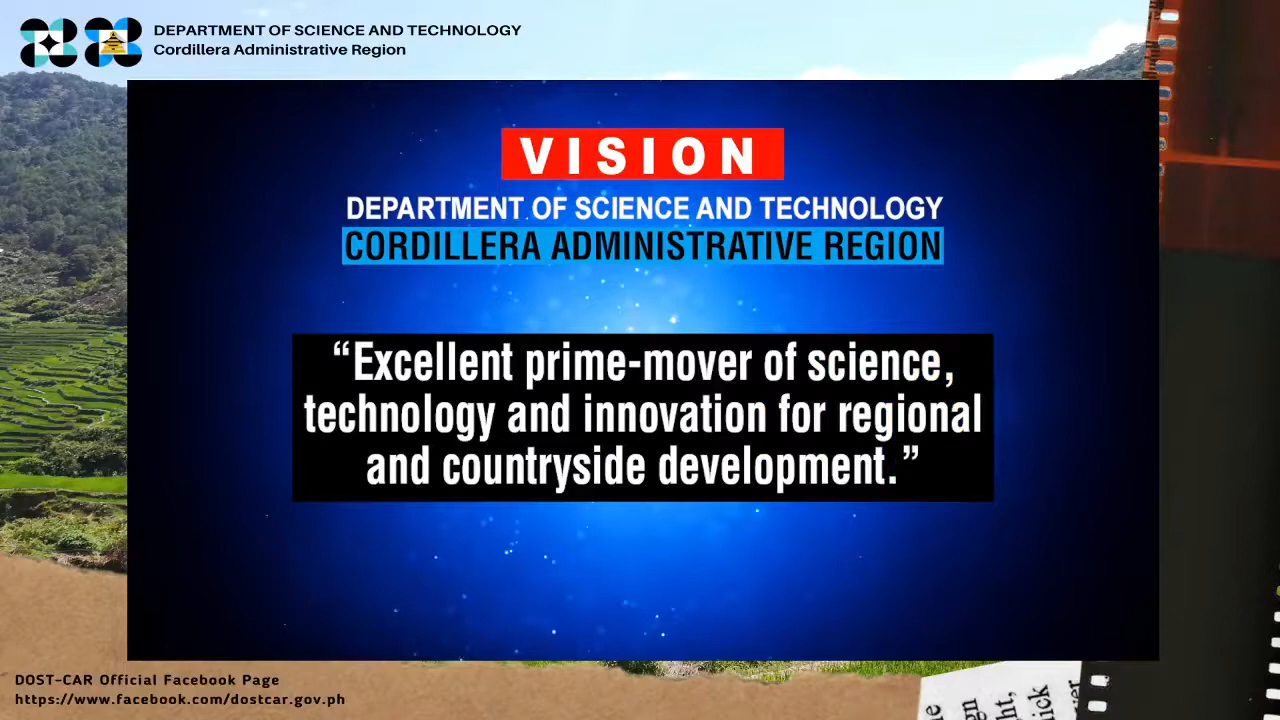 DEPARTMENT OF SCIENCE AND TECHNOLOGY
Cordillera Administrative Region
VISION
DEPARTMENT OF SCIENCE AND TECHNOLOGY
CORDILLERA ADMINISTRATIVE REGION
“Excellent prime-mover of science,
technology and innovation for regional
and countryside development.”
DOST-CAR Official Facebook Page
https://www.facebook.com/dostcar.gov.ph